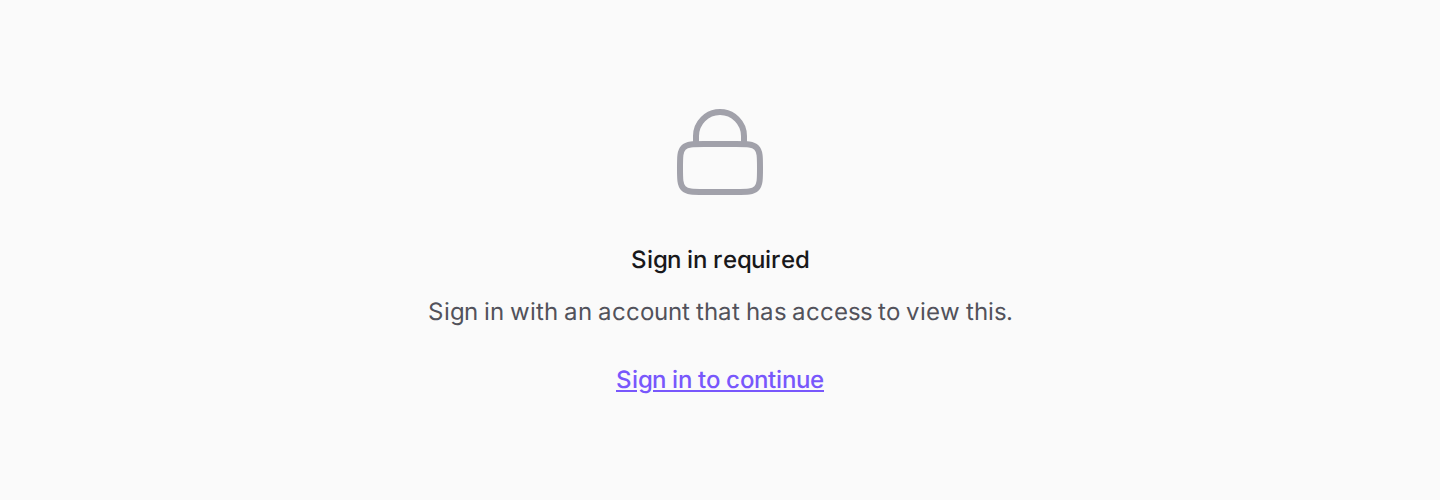 Sign in required
Sign in with an account that has access to view this.
Sign in to continue